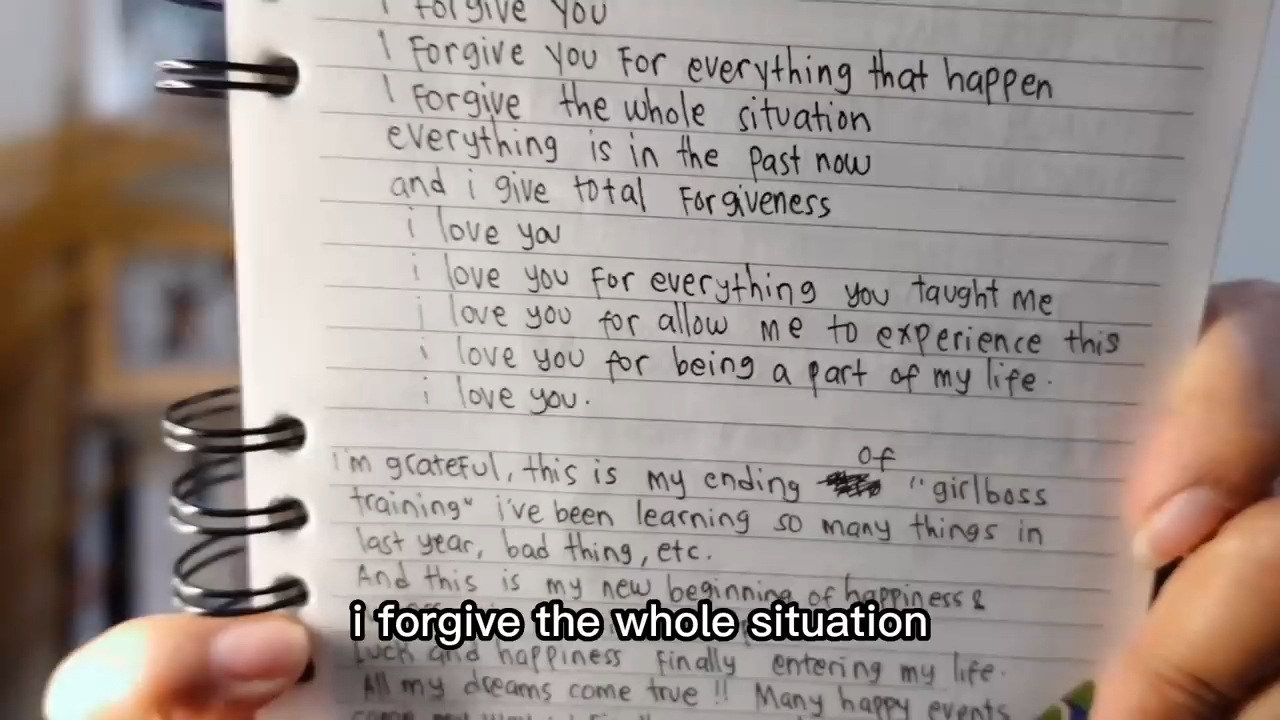 I forgive you
I forgive you for everything that happen
I forgive the whole situation
everything is in the past now
and i give total forgiveness
i love you
i love you for everything you taught me
i love you for allow me to experience this
i love you for being a part of my life.
i love you.
i'm grateful, this is my ending of "girlboss
training" i've been learning so many things in
last year, bad thing, etc.
And this is my new beginning of happiness &
i forgive the whole situation
luck and happiness finally entering my life.
All my dreams come true !! Many happy events